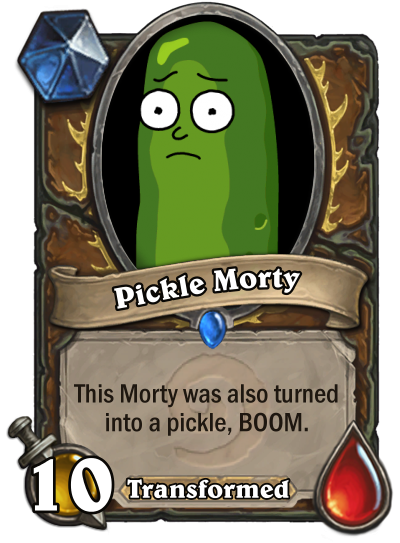 Pickle Morty
This Morty was also turned
into a pickle, BOOM.
10
Transformed